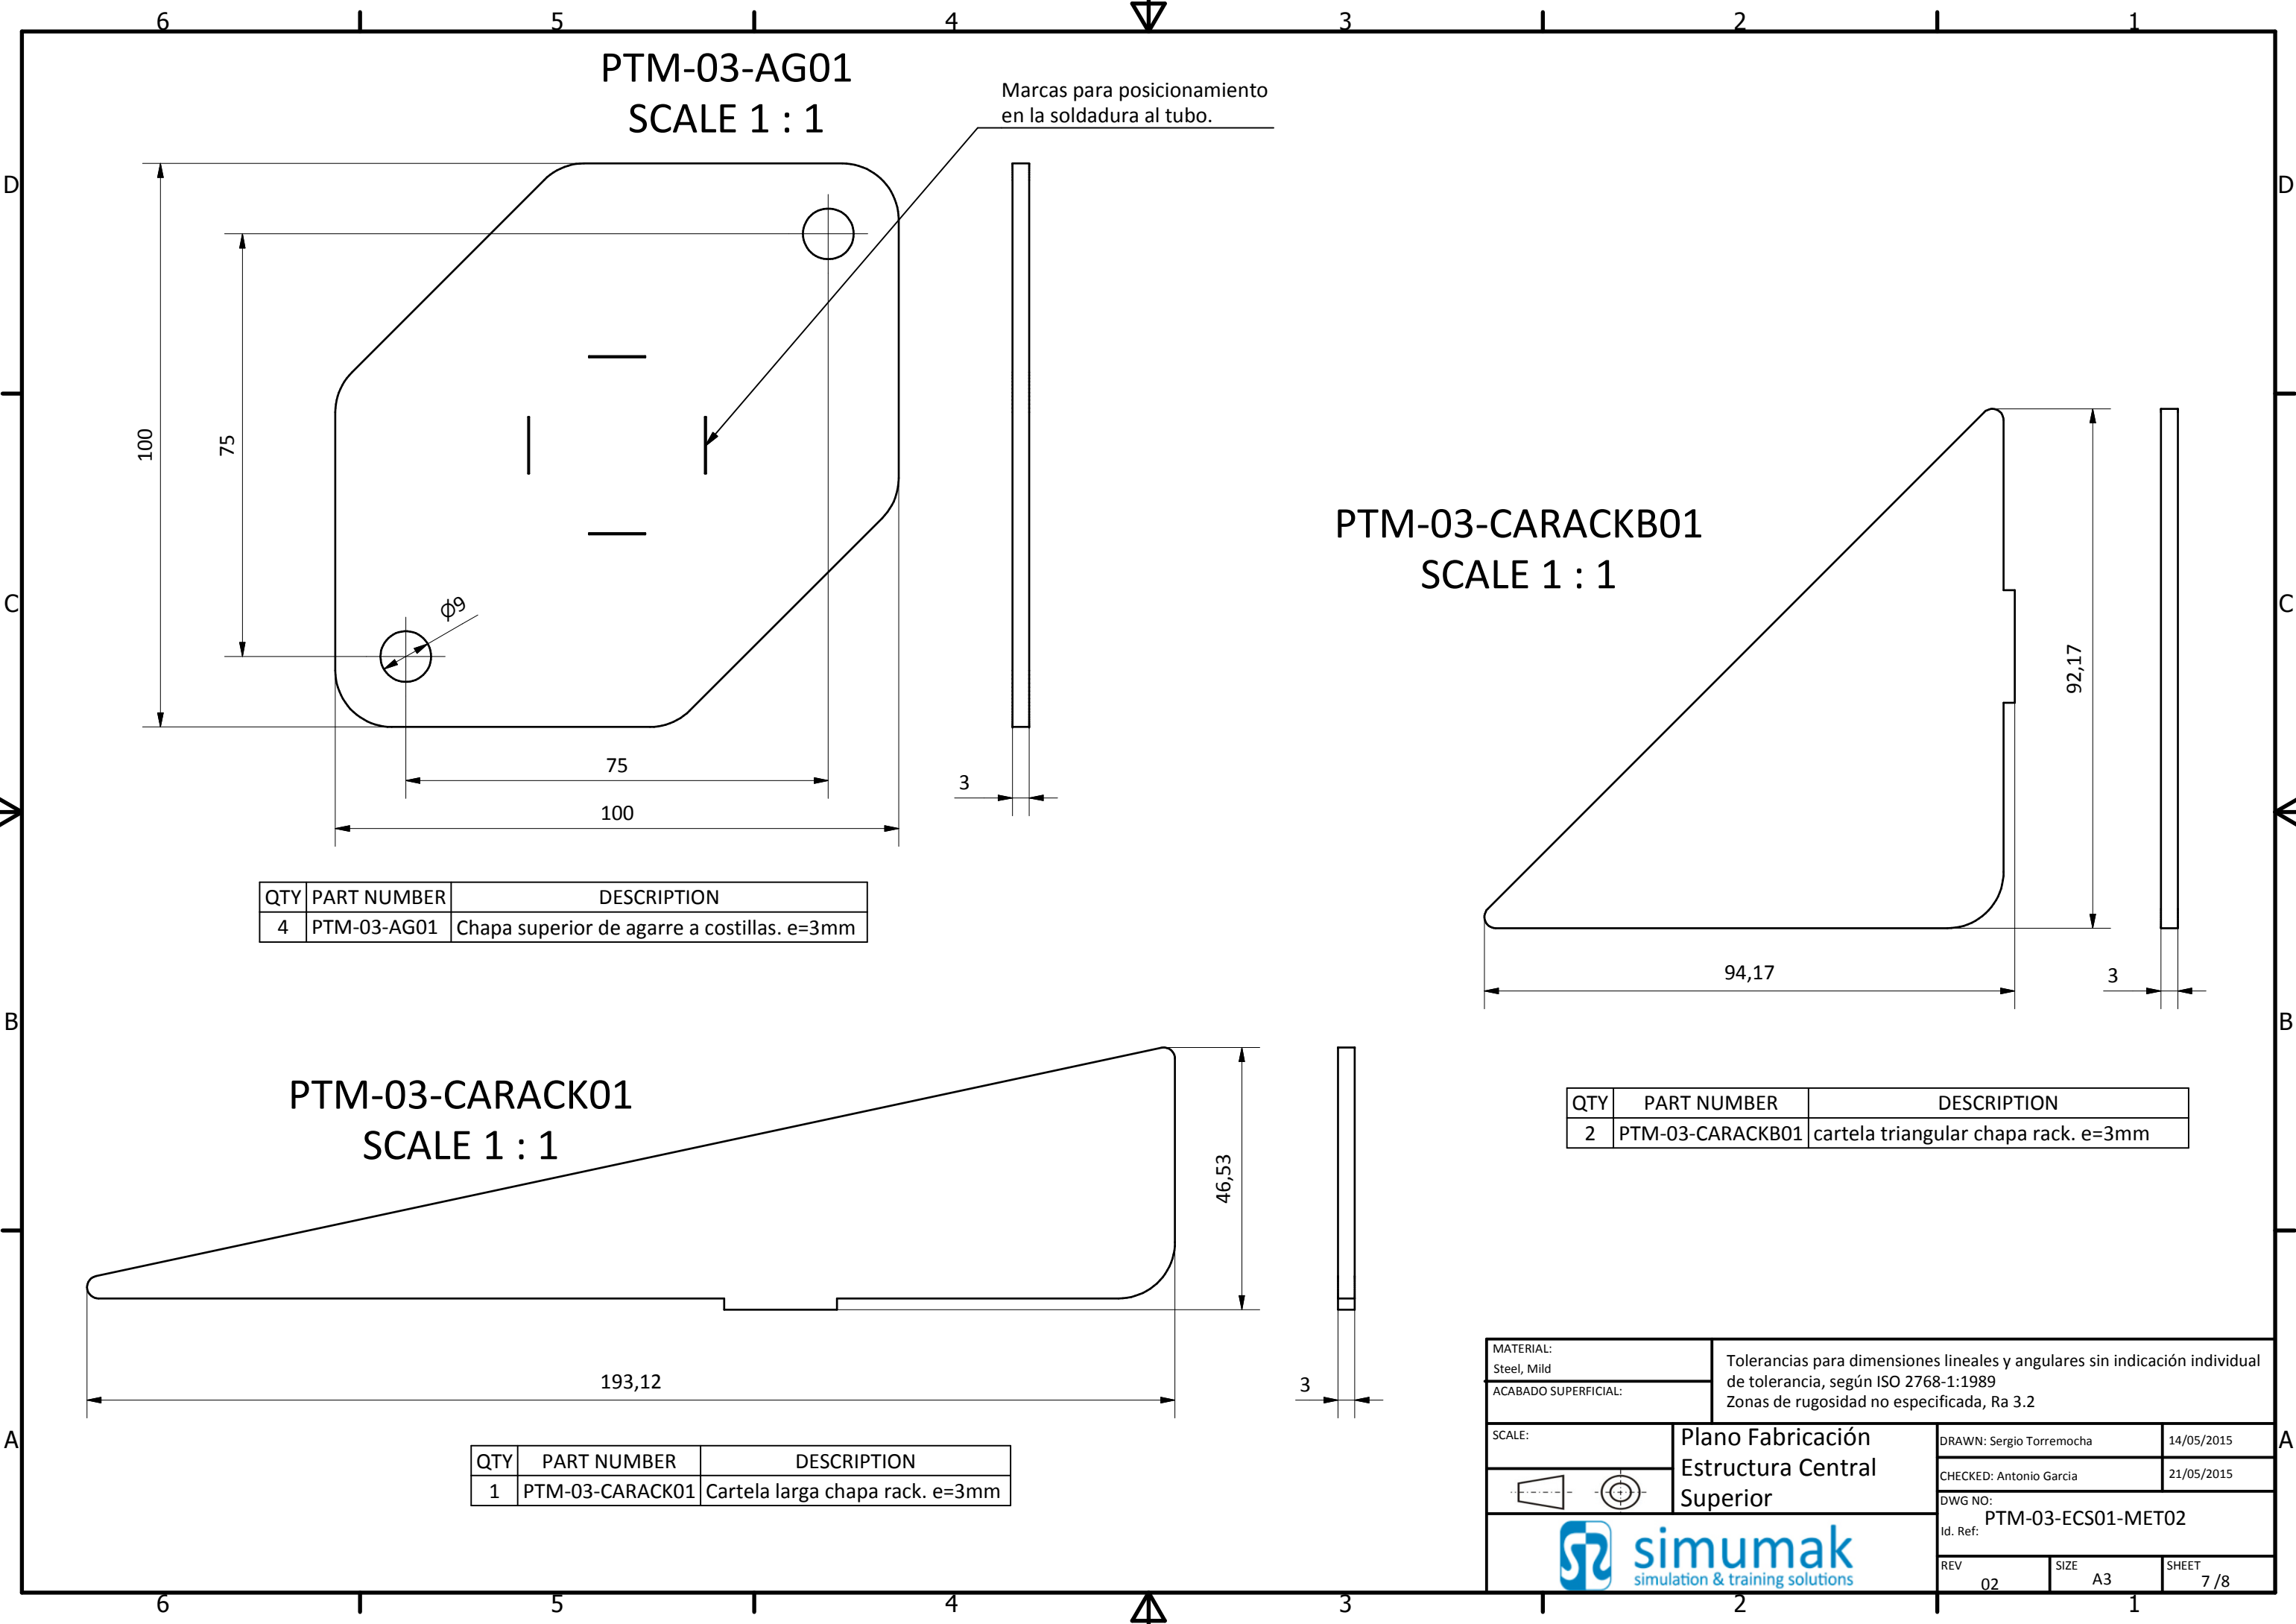 6 5 4 3 2 1
D D
C C
B B
A A
PTM-03-AG01
SCALE 1 : 1
Marcas para posicionamiento
en la soldadura al tubo.
100
75
Φ9
75
100
3
QTY PART NUMBER DESCRIPTION
4 PTM-03-AG01 Chapa superior de agarre a costillas. e=3mm
PTM-03-CARACKB01
SCALE 1 : 1
92,17
94,17
3
QTY PART NUMBER DESCRIPTION
2 PTM-03-CARACKB01 cartela triangular chapa rack. e=3mm
PTM-03-CARACK01
SCALE 1 : 1
46,53
193,12
3
QTY PART NUMBER DESCRIPTION
1 PTM-03-CARACK01 Cartela larga chapa rack. e=3mm
MATERIAL:
Steel, Mild
ACABADO SUPERFICIAL:
Tolerancias para dimensiones lineales y angulares sin indicación individual
de tolerancia, según ISO 2768-1:1989
Zonas de rugosidad no especificada, Ra 3.2
SCALE:
Plano Fabricación
Estructura Central
Superior
DRAWN: Sergio Torremocha 14/05/2015
CHECKED: Antonio Garcia 21/05/2015
DWG NO:
Id. Ref: PTM-03-ECS01-MET02
simumak
simulation & training solutions
REV 02
SIZE A3
SHEET 7 /8
6 5 4 3 2 1